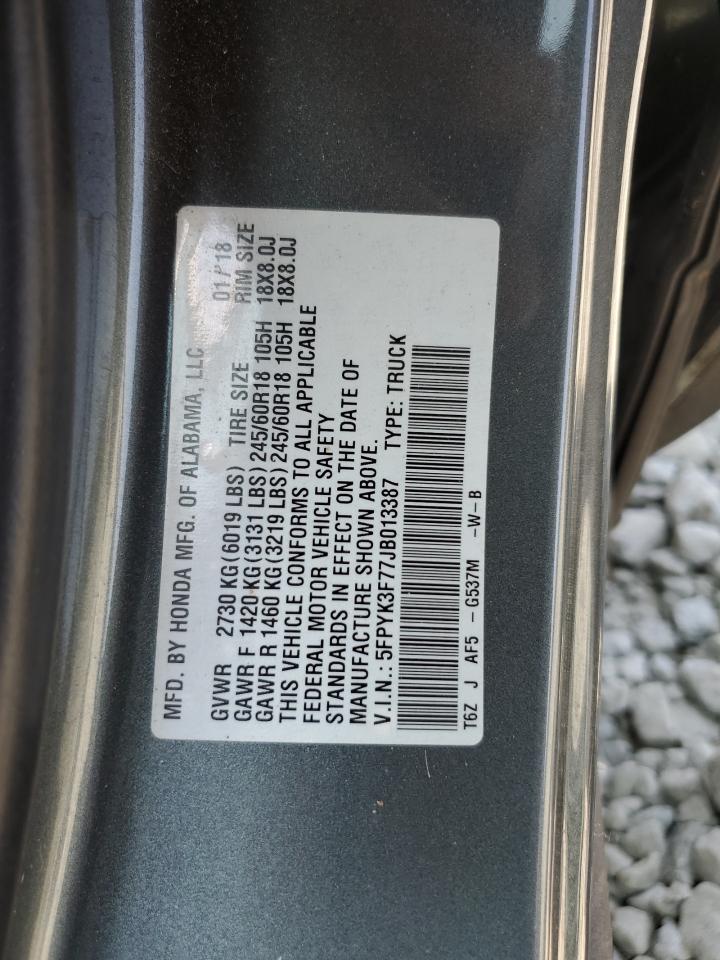 MFD. BY HONDA MFG. OF ALABAMA, LLC 01/18
GVWR 2730 KG (6019 LBS) TIRE SIZE RIM SIZE
GAWR F 1420 KG (3131 LBS) 245/60R18 105H 18X8.0J
GAWR R 1460 KG (3219 LBS) 245/60R18 105H 18X8.0J
THIS VEHICLE CONFORMS TO ALL APPLICABLE
FEDERAL MOTOR VEHICLE SAFETY
STANDARDS IN EFFECT ON THE DATE OF
MANUFACTURE SHOWN ABOVE.
V.I.N.: 5FPYK3F77JB013387 TYPE: TRUCK
T6Z J AF5 - G537M -W-B